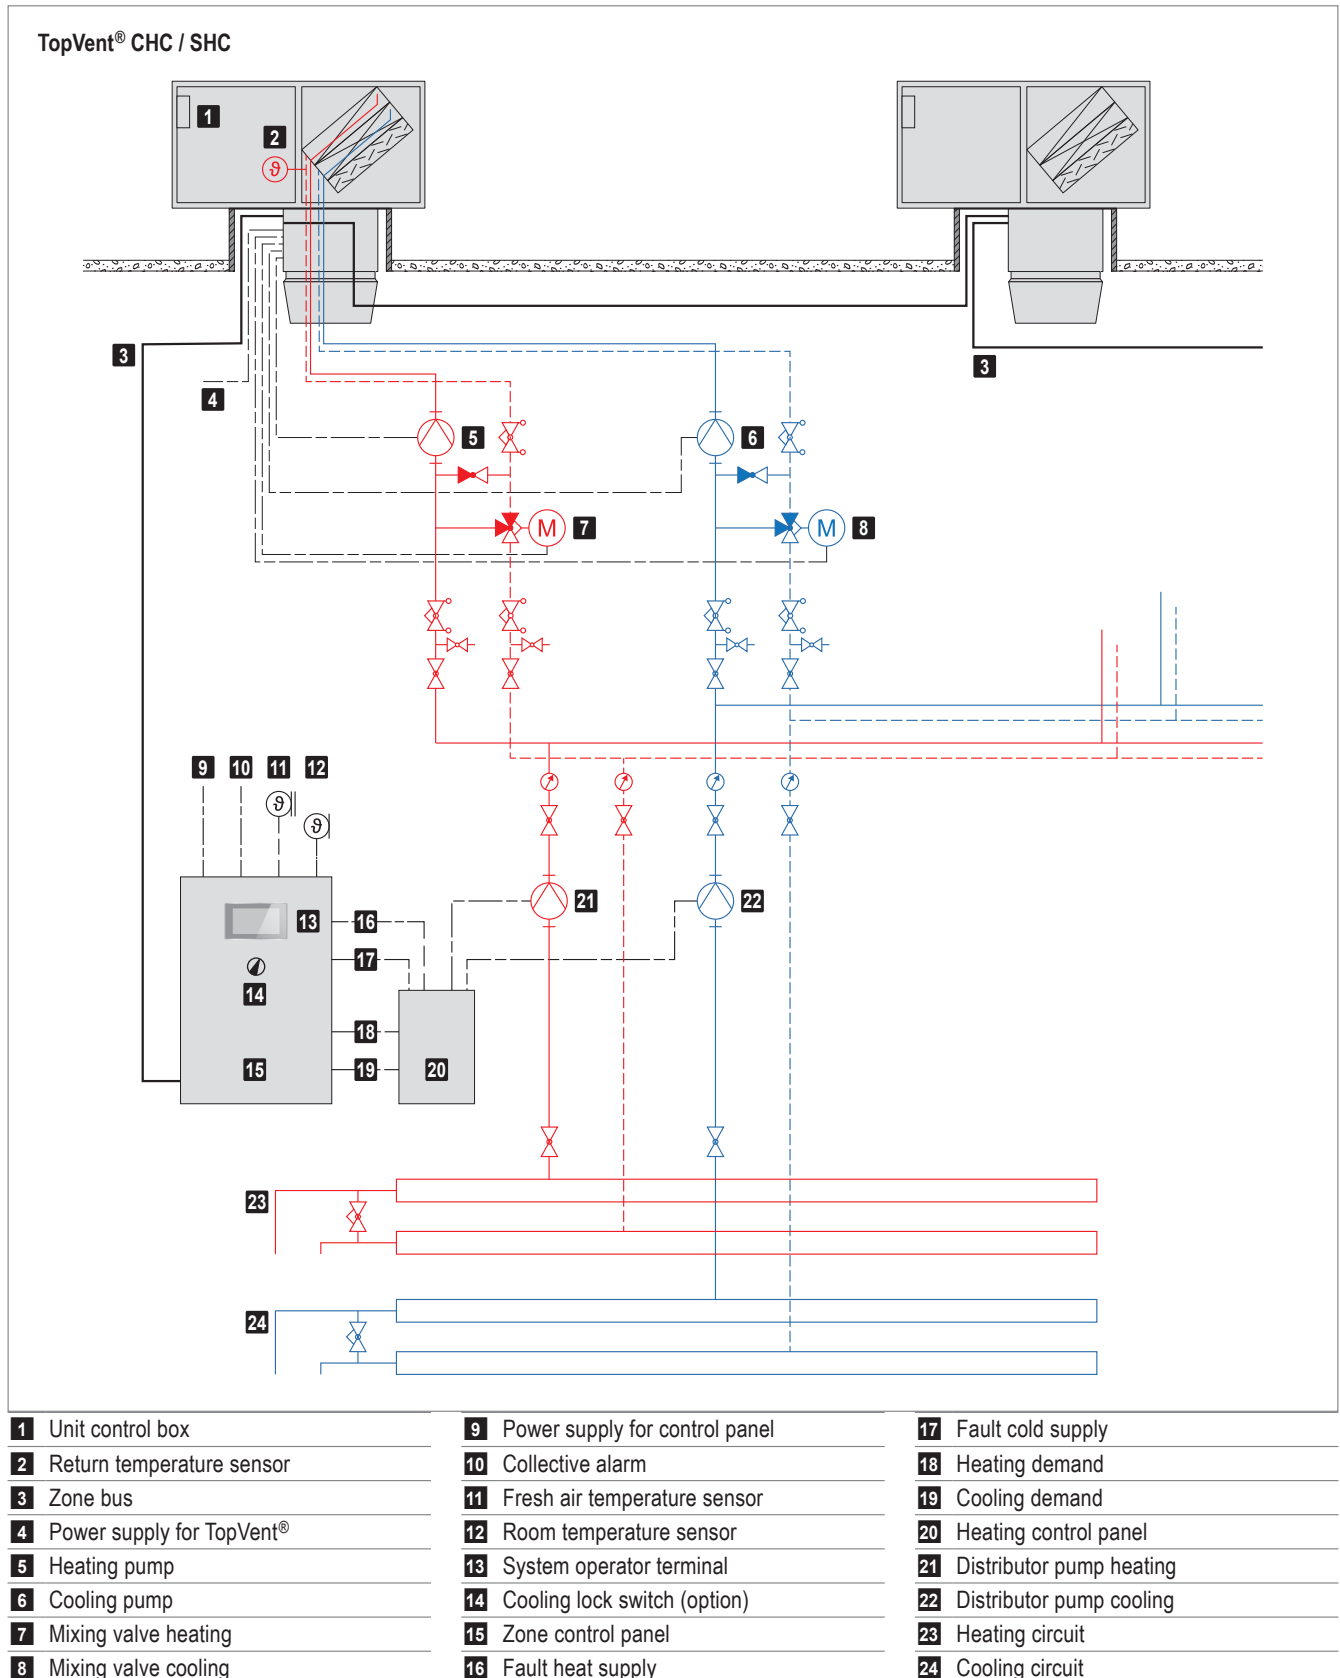 TopVent® CHC / SHC
1
2
ϑ
3
4
5
6
3
M
7
M
8
9
10
11
12
ϑ
ϑ
13
16
21
22
14
17
18
15
19
20
23
24
1 Unit control box
2 Return temperature sensor
3 Zone bus
4 Power supply for TopVent®
5 Heating pump
6 Cooling pump
7 Mixing valve heating
8 Mixing valve cooling
9 Power supply for control panel
10 Collective alarm
11 Fresh air temperature sensor
12 Room temperature sensor
13 System operator terminal
14 Cooling lock switch (option)
15 Zone control panel
16 Fault heat supply
17 Fault cold supply
18 Heating demand
19 Cooling demand
20 Heating control panel
21 Distributor pump heating
22 Distributor pump cooling
23 Heating circuit
24 Cooling circuit